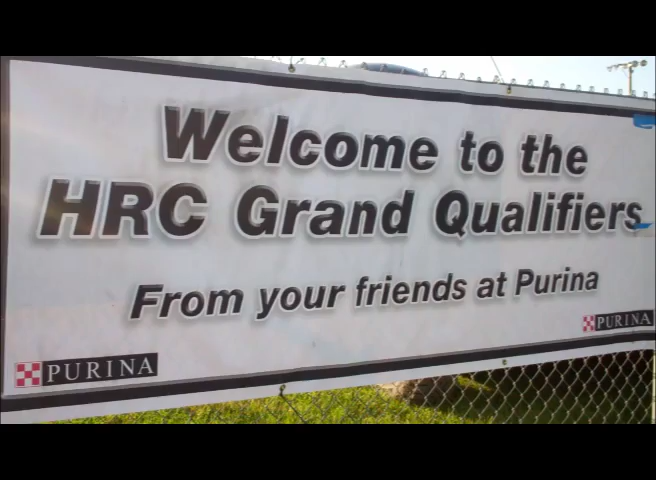 Welcome to the
HRC Grand Qualifiers
From your friends at Purina
PURINA
PURINA